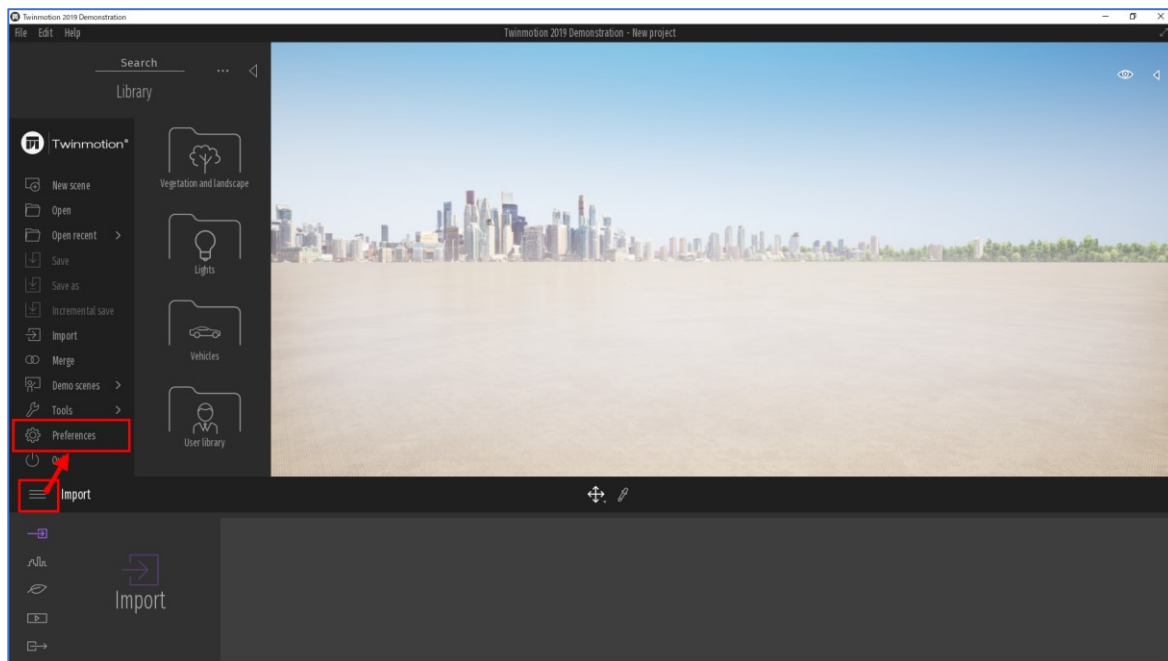 Twinmotion 2019 Demonstration
File Edit Help
Twinmotion 2019 Demonstration - New project
Search
...
Library
Twinmotion®
New scene
Open
Open recent >
Save
Save as
Incremental save
Import
Merge
Demo scenes >
Tools >
Preferences
Vegetation and landscape
Lights
Vehicles
User library
Import
Import